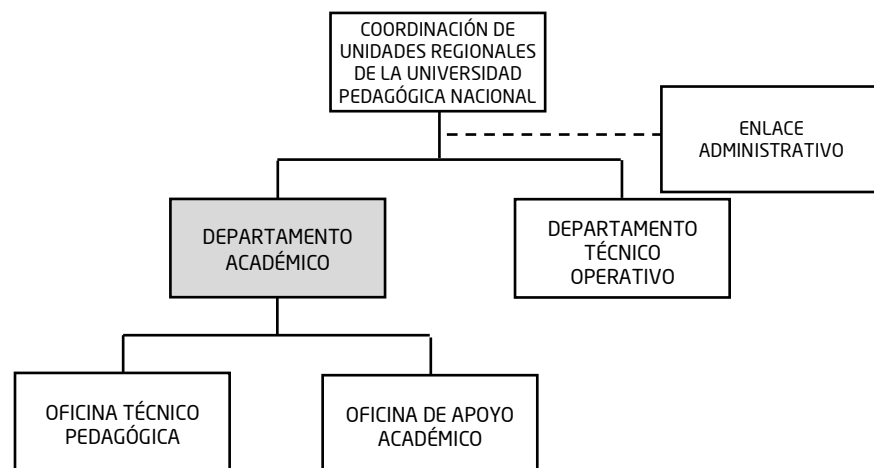 COORDINACIÓN DE
UNIDADES REGIONALES
DE LA UNIVERSIDAD
PEDAGÓGICA NACIONAL
ENLACE
ADMINISTRATIVO
DEPARTAMENTO
ACADÉMICO
DEPARTAMENTO
TÉCNICO
OPERATIVO
OFICINA TÉCNICO
PEDAGÓGICA
OFICINA DE APOYO
ACADÉMICO